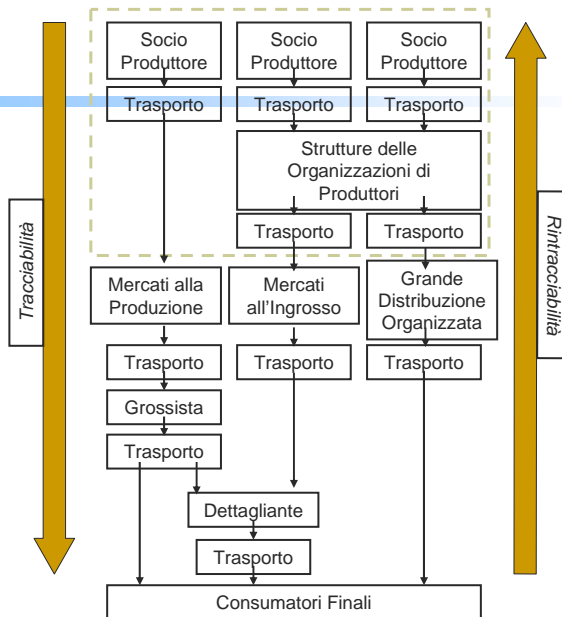 Socio
Produttore
Socio
Produttore
Socio
Produttore
Trasporto
Trasporto
Trasporto
Strutture delle
Organizzazioni di
Produttori
Trasporto
Trasporto
Tracciabilità
Rintracciabilità
Mercati alla
Produzione
Mercati
all'Ingrosso
Grande
Distribuzione
Organizzata
Trasporto
Trasporto
Trasporto
Grossista
Trasporto
Dettagliante
Trasporto
Consumatori Finali